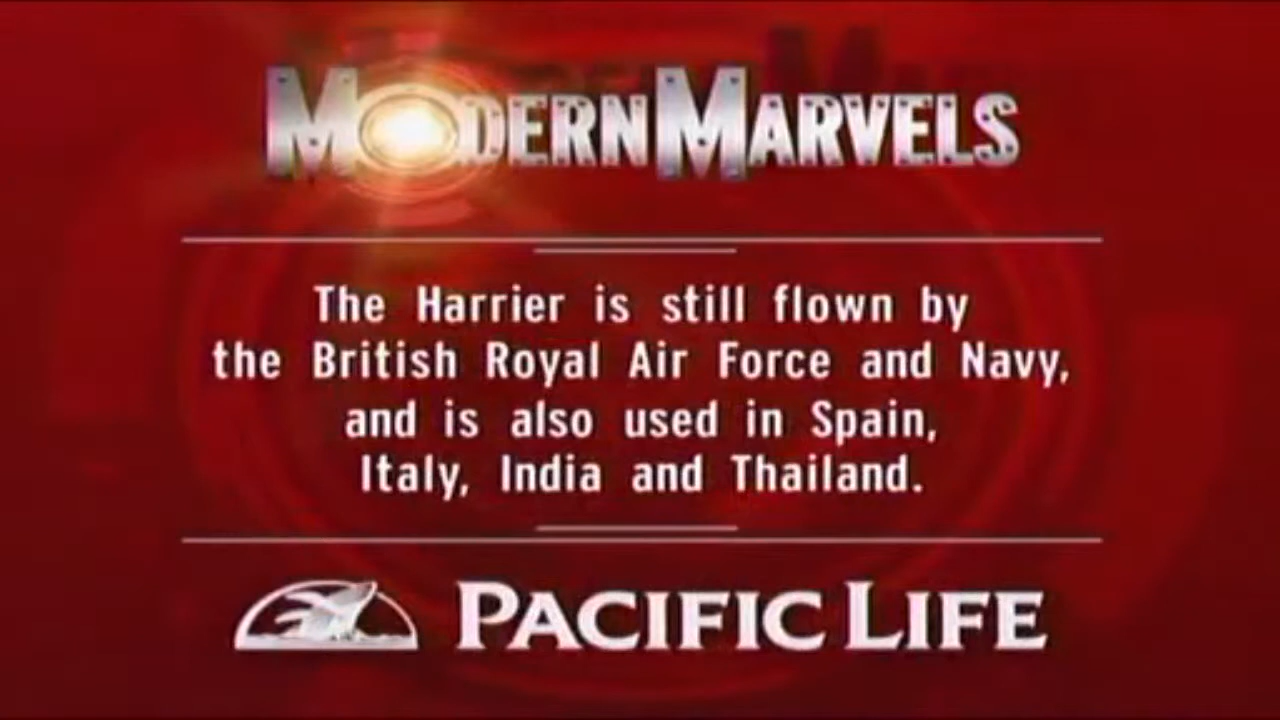 MODERN MARVELS
The Harrier is still flown by
the British Royal Air Force and Navy,
and is also used in Spain,
Italy, India and Thailand.
PACIFIC LIFE